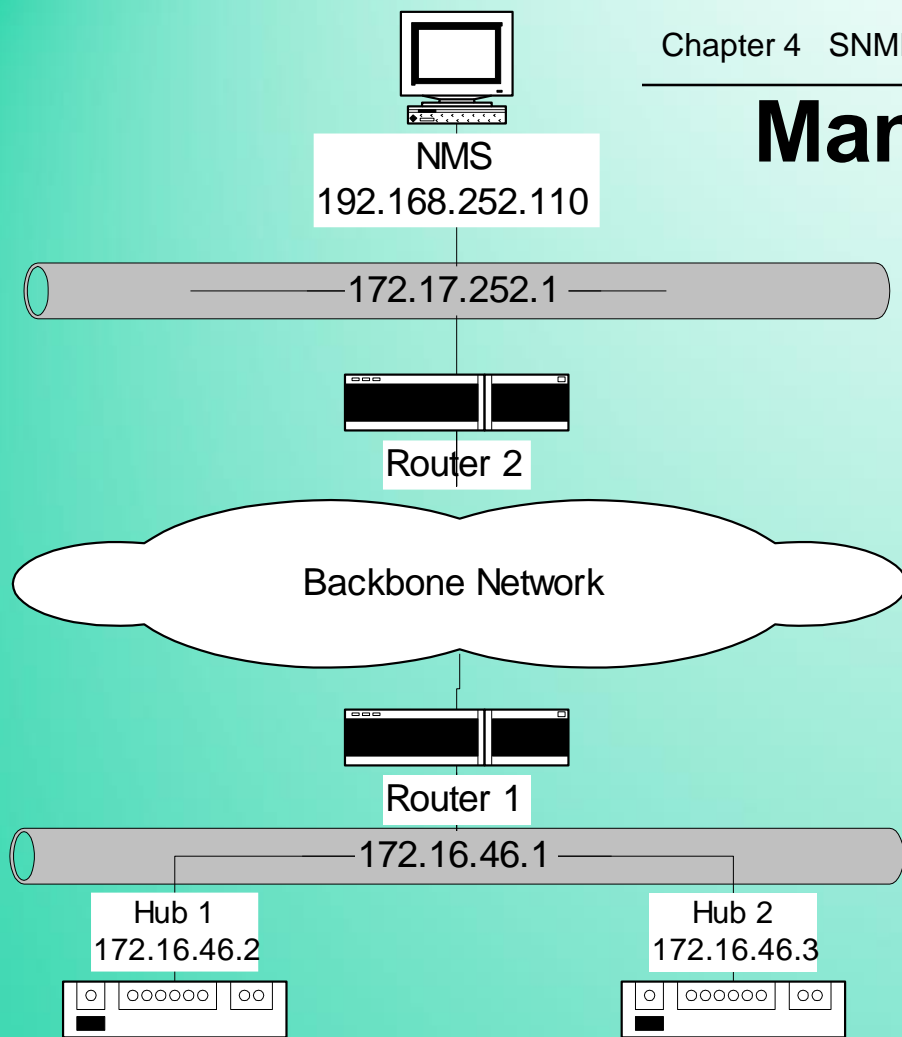 Chapter 4 SNM
Man
NMS
192.168.252.110
172.17.252.1
Router 2
Backbone Network
Router 1
172.16.46.1
Hub 1
172.16.46.2
Hub 2
172.16.46.3